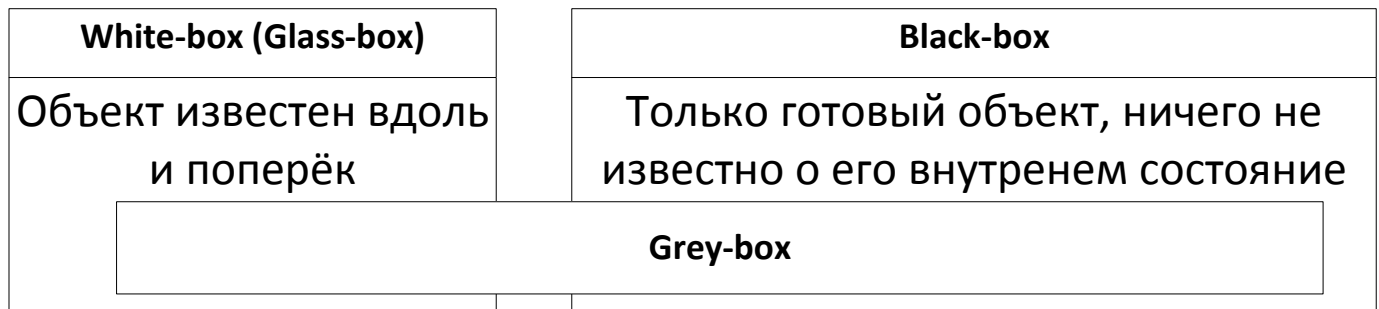 White-box (Glass-box)
Объект известен вдоль
и поперёк
Black-box
Только готовый объект, ничего не
известно о его внутренем состояние
Grey-box